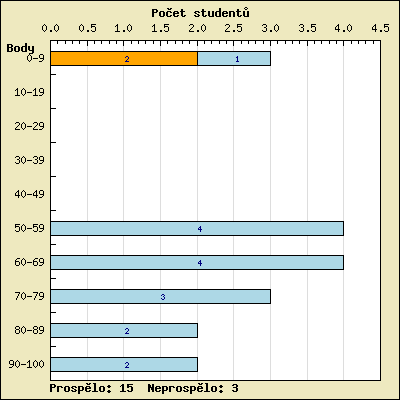 Počet studentů
0.0 0.5 1.0 1.5 2.0 2.5 3.0 3.5 4.0 4.5
Body
0-9 2 1
10-19
20-29
30-39
40-49
50-59 4
60-69 4
70-79 3
80-89 2
90-100 2
Prospělo: 15 Neprospělo: 3